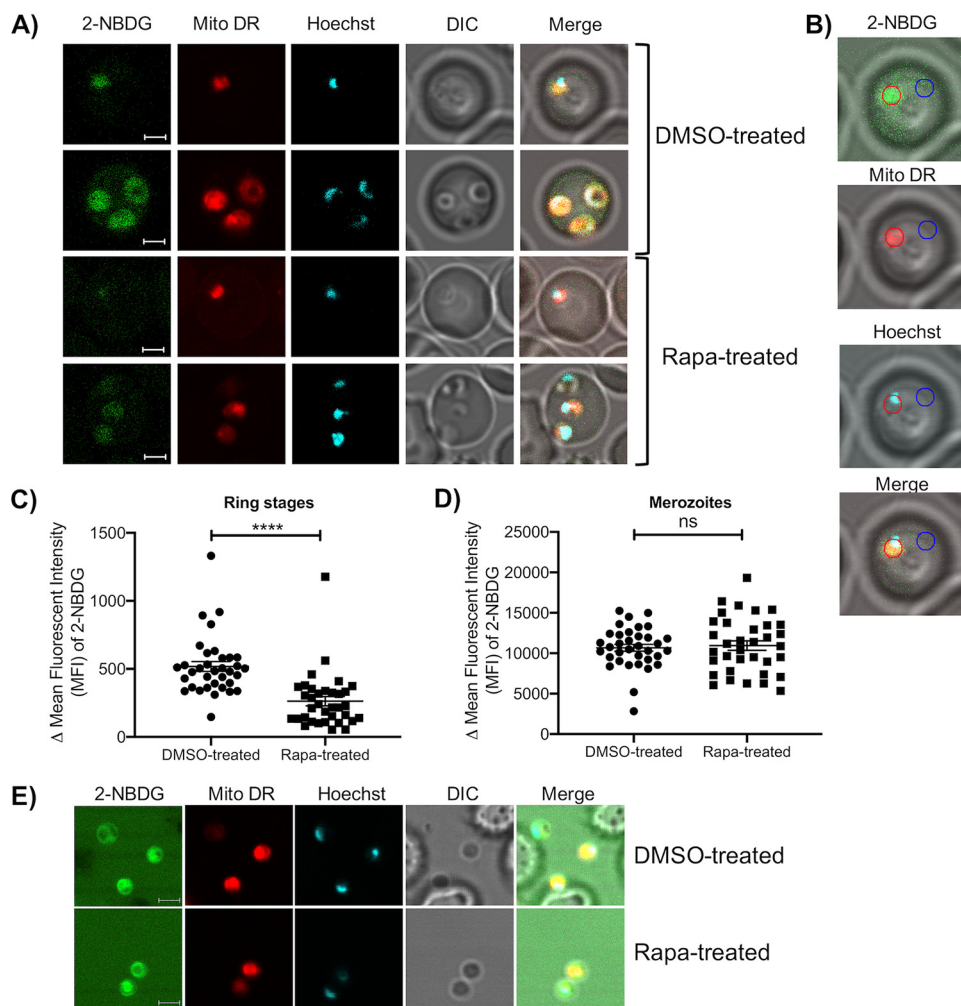 A)
2-NBDG Mito DR Hoechst DIC Merge
DMSO-treated
Rapa-treated
B)
2-NBDG
Mito DR
Hoechst
Merge
C)
Ring stages
****
Δ Mean Fluorescent Intensity
(MFI) of 2-NBDG
1500
1000
500
0
DMSO-treated Rapa-treated
D)
Merozoites
ns
Δ Mean Fluorescent Intensity
(MFI) of 2-NBDG
25000
20000
15000
10000
5000
0
DMSO-treated Rapa-treated
E)
2-NBDG Mito DR Hoechst DIC Merge
DMSO-treated
Rapa-treated